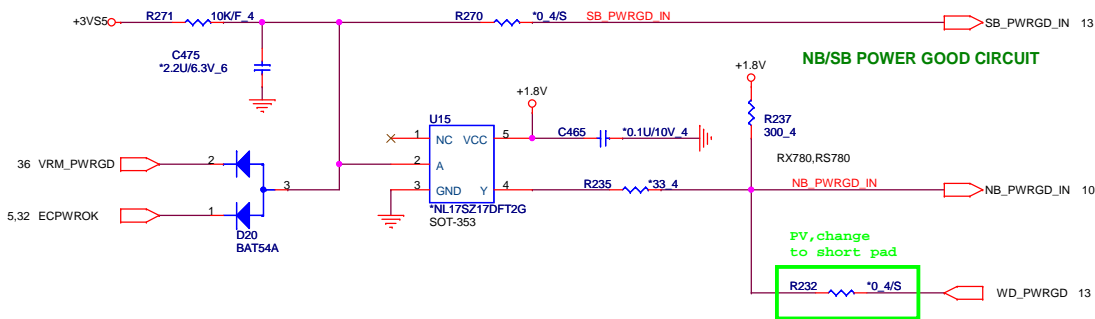 +3VS5
R271
10K/F_4
R270
*0_4/S
SB_PWRGD_IN
SB_PWRGD_IN 13
C475
*2.2U/6.3V_6
NB/SB POWER GOOD CIRCUIT
+1.8V
+1.8V
U15
1 NC VCC 5
C465
*0.1U/10V_4
R237
300_4
36 VRM_PWRGD
2
3
2 A
RX780,RS780
3 GND Y 4
R235
*33_4
NB_PWRGD_IN
NB_PWRGD_IN 10
5,32 ECPWROK
1
*NL17SZ17DFT2G
SOT-353
D20
BAT54A
PV,change
to short pad
R232
*0_4/S
WD_PWRGD 13